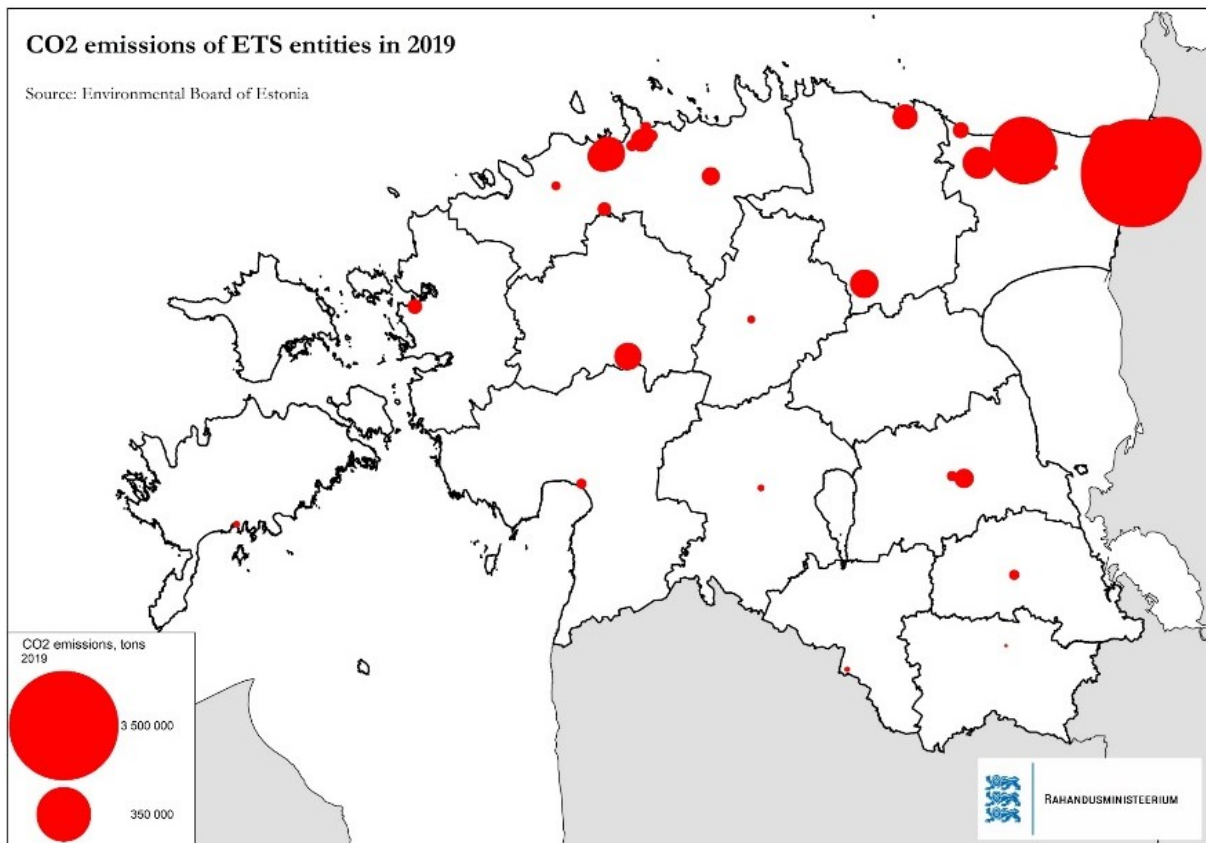 CO2 emissions of ETS entities in 2019
Source: Environmental Board of Estonia
CO2 emissions, tons
2019
3 500 000
350 000
RAHANDUSMINISTEERIUM